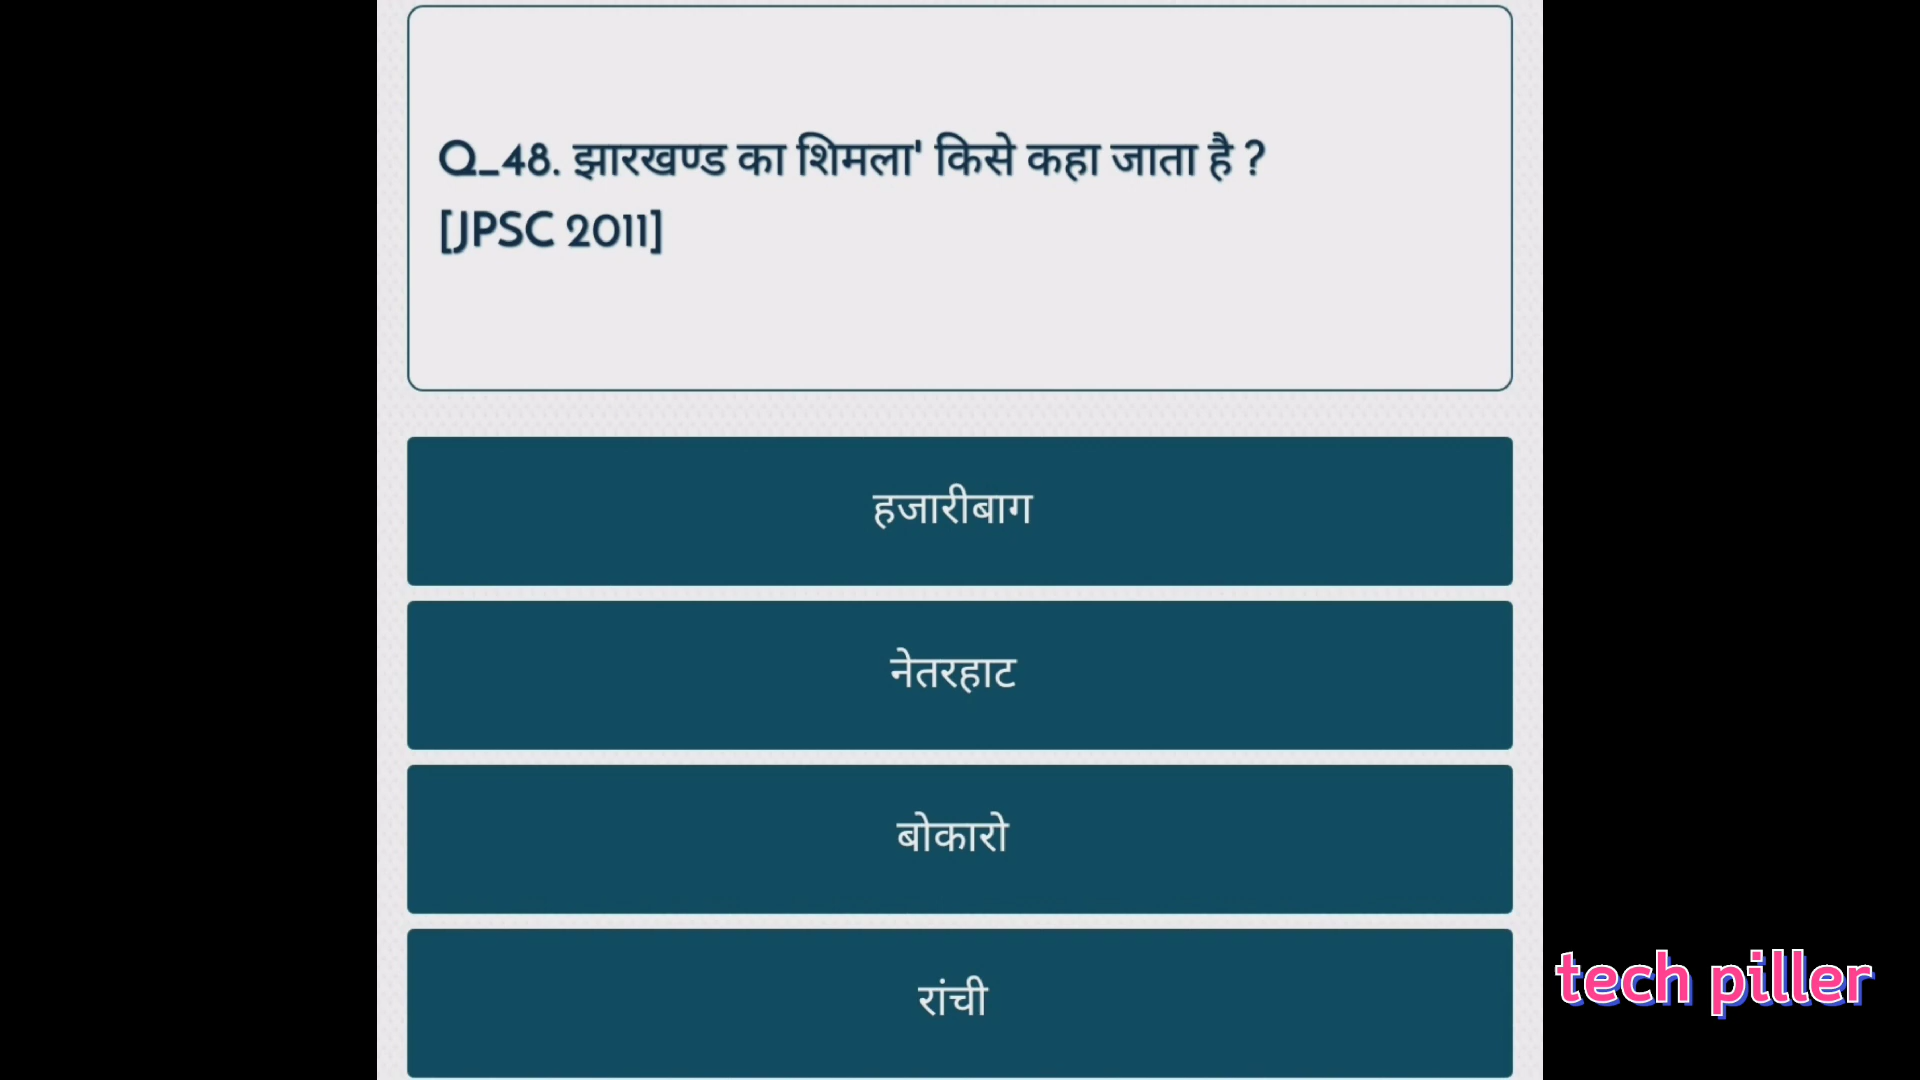 Q_48. झारखण्ड का शिमला' किसे कहा जाता है ?
[JPSC 2011]
हजारीबाग
नेतरहाट
बोकारो
रांची
tech piller